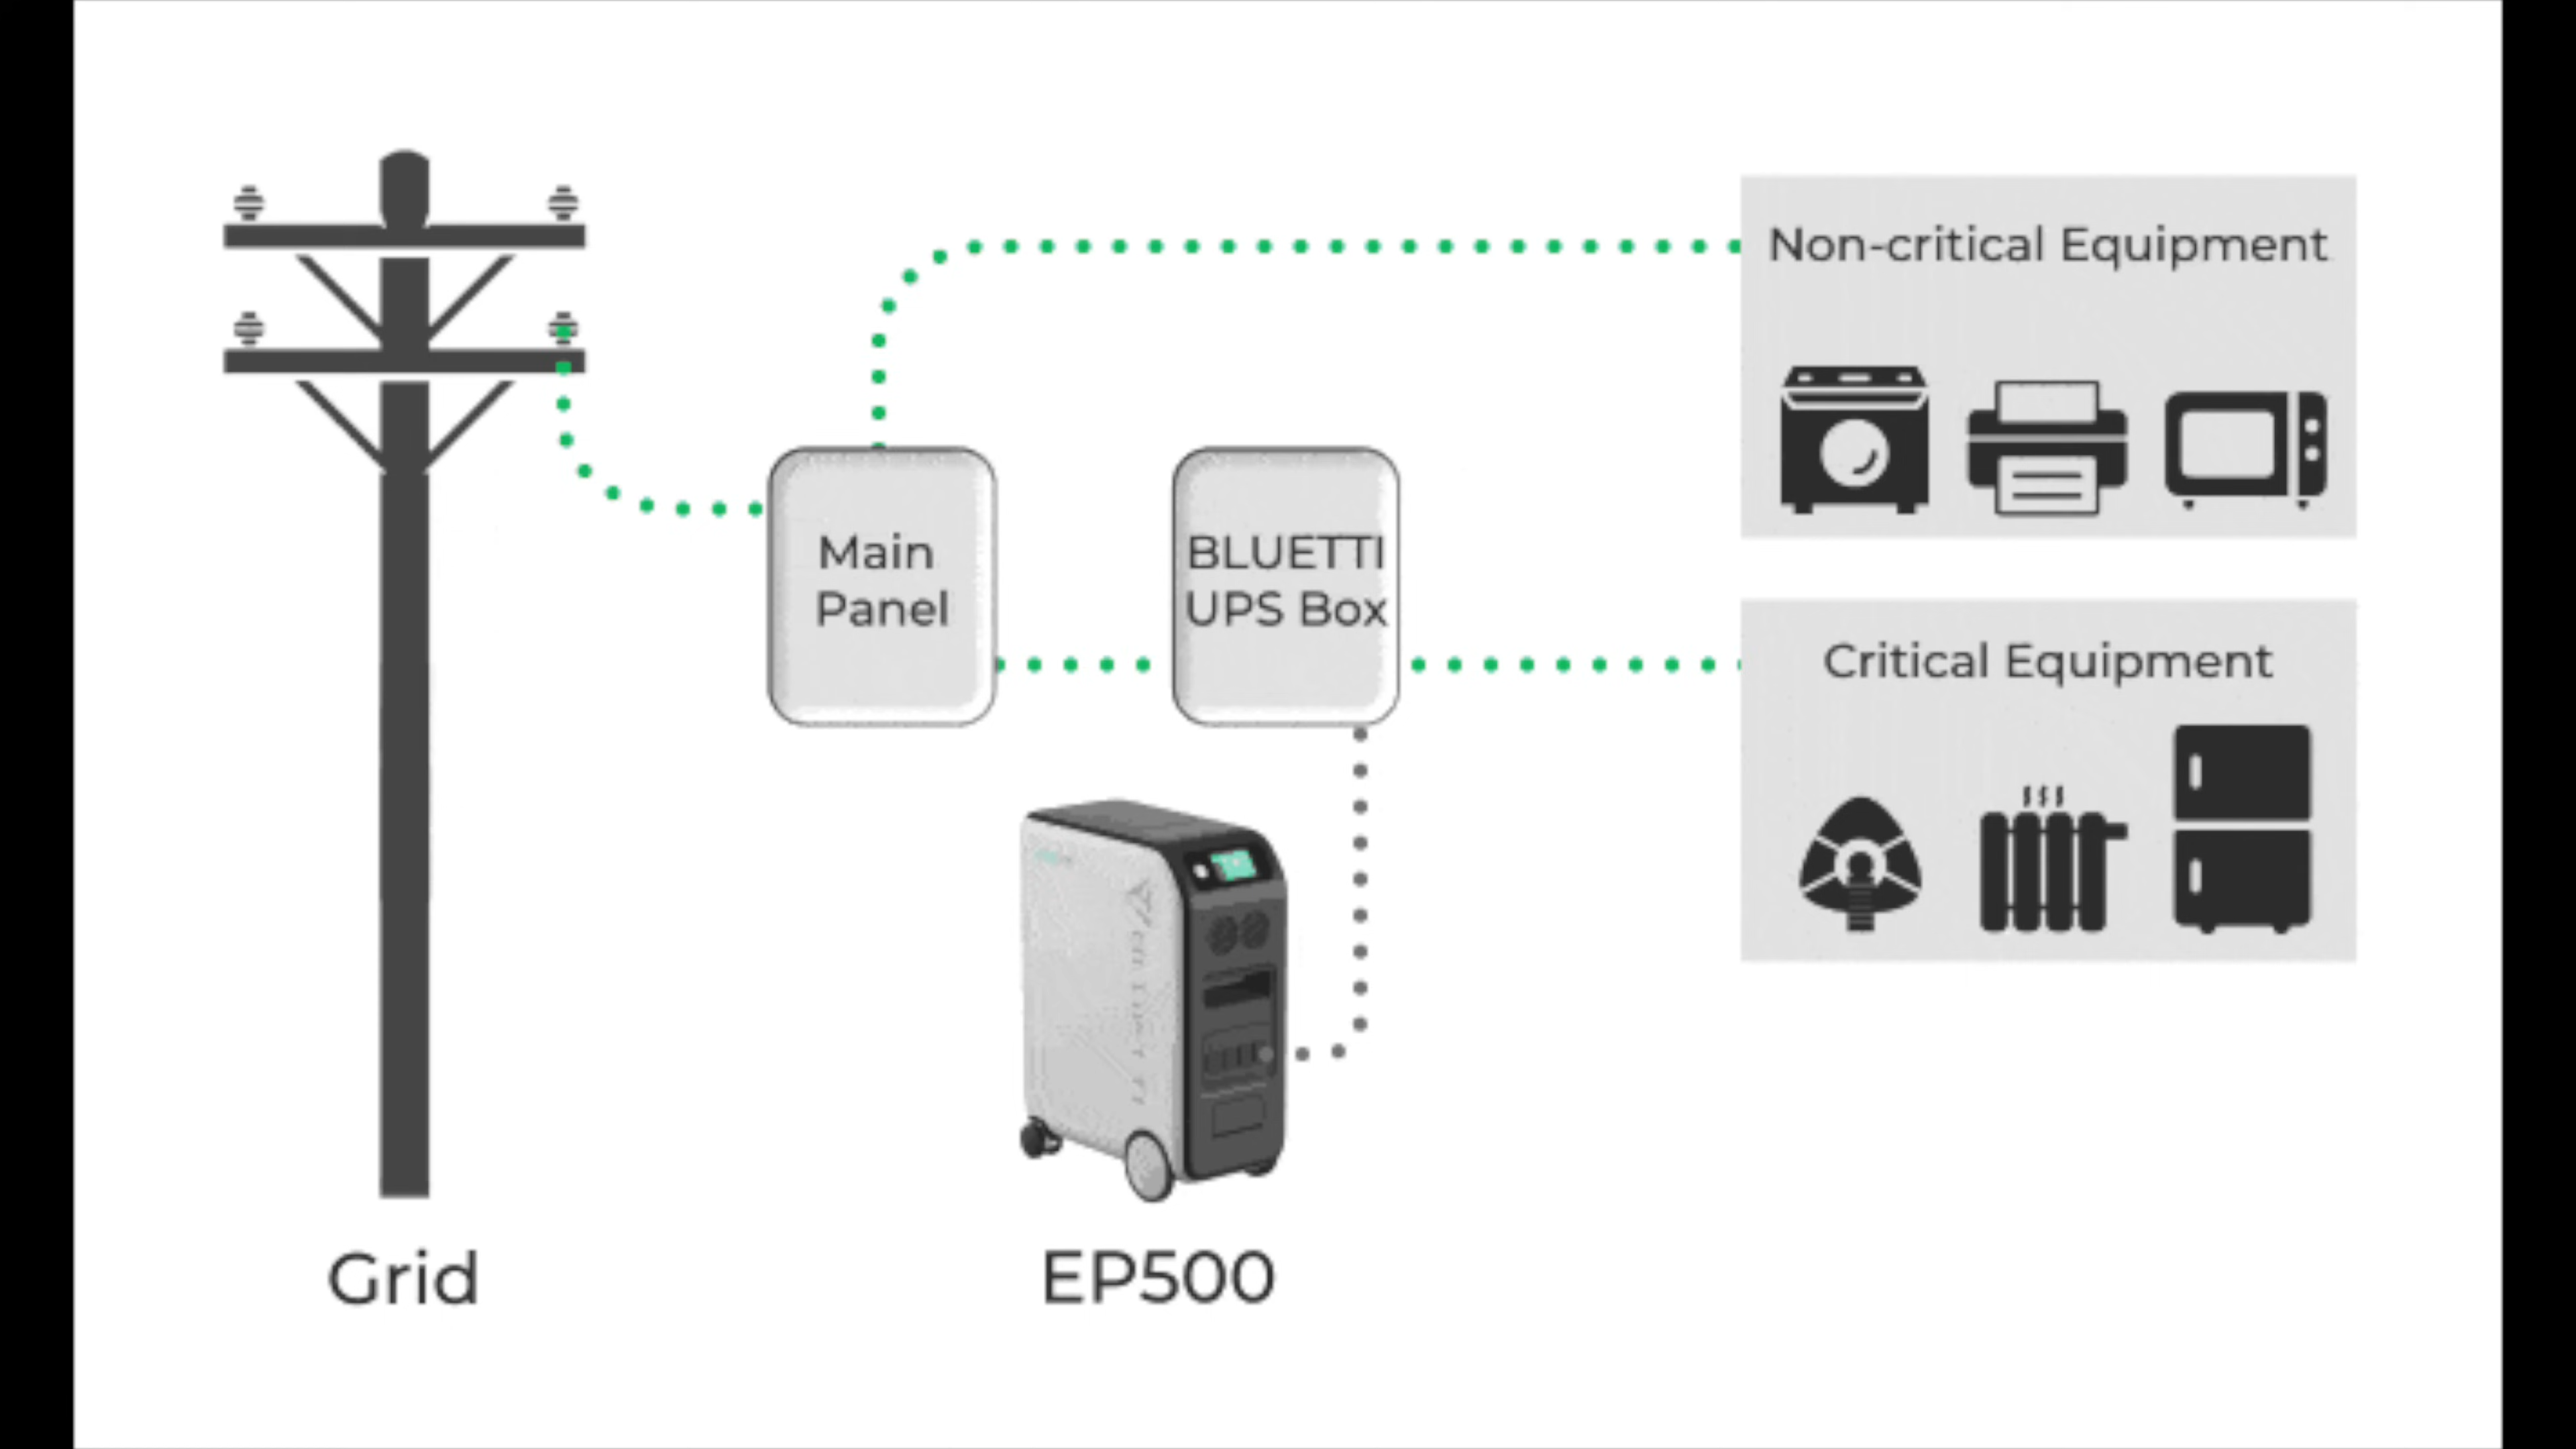 Non-critical Equipment
Main
Panel
BLUETTI
UPS Box
Critical Equipment
Grid
EP500